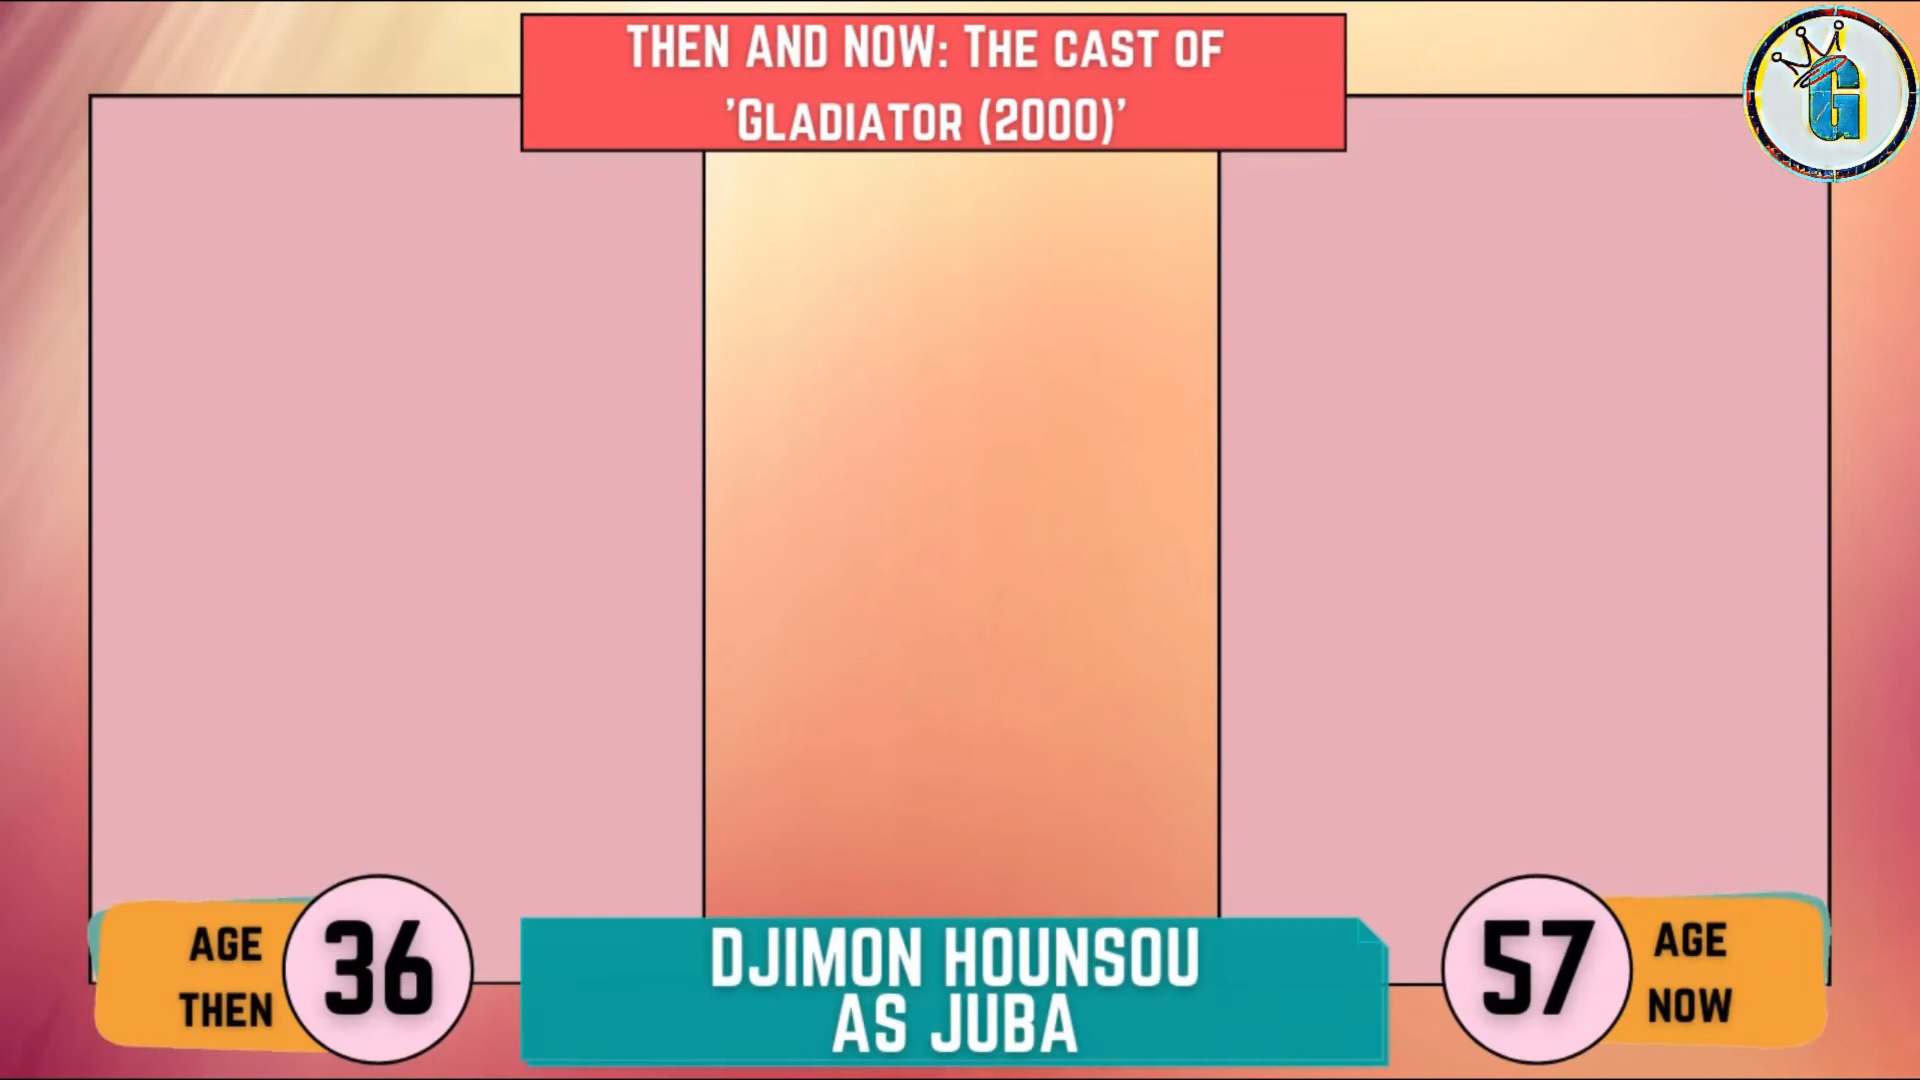 THEN AND NOW: THE CAST OF
'GLADIATOR (2000)'
G
AGE
THEN
36
DJIMON HOUNSOU
AS JUBA
57
AGE
NOW